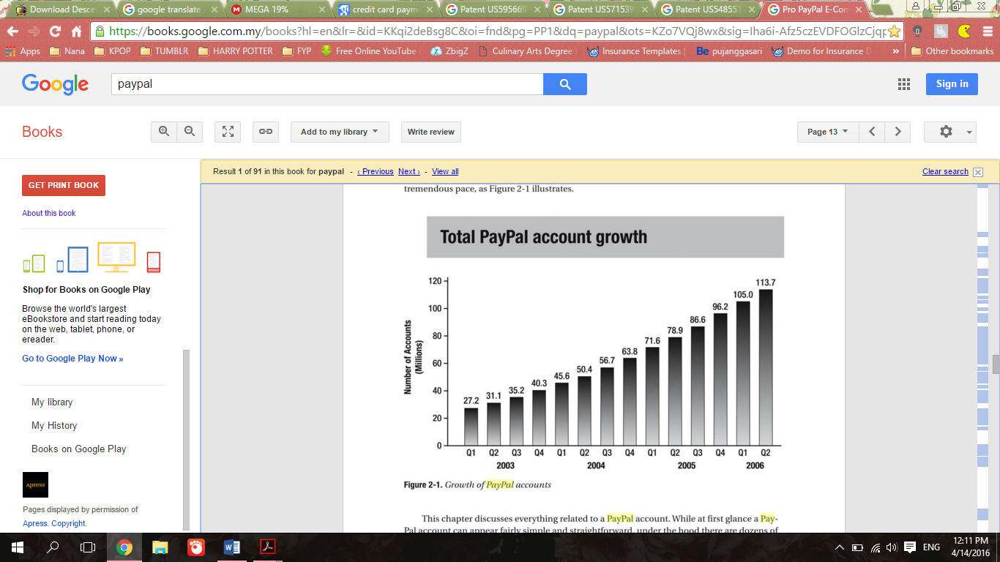 Download Desce
google translate
MEGA 19%
credit card paym
Patent US595669
Patent US571539
Patent US548551
Pro PayPal E-Com
https://books.google.com.my/books?hl=en&lr=&id=KKqi2deBsg8C&oi=fnd&pg=PP1&dq=paypal&ots=KZo7VQj8wx&sig=Iha6i-Afz5czEVDFOGlzCjqp
Apps Nana KPOP TUMBLR HARRY POTTER FYP Free Online YouTube ZbigZ Culinary Arts Degree Insurance Templates Be pujanggasari Demo for Insurance D » Other bookmarks
Google paypal Sign in
Books Add to my library Write review Page 13
Result 1 of 91 in this book for paypal - ‹ Previous Next › - View all Clear search
GET PRINT BOOK
About this book
Shop for Books on Google Play
Browse the world's largest
eBookstore and start reading today
on the web, tablet, phone, or
ereader.
Go to Google Play Now »
My library
My History
Books on Google Play
Apress
Pages displayed by permission of
Apress. Copyright.
tremendous pace, as Figure 2-1 illustrates.
Total PayPal account growth
Number of Accounts
(Millions)
120
100
80
60
40
20
0
27.2 31.1 35.2 40.3 45.6 50.4 56.7 63.8 71.6 78.9 86.6 96.2 105.0 113.7
Q1 Q2 Q3 Q4 Q1 Q2 Q3 Q4 Q1 Q2 Q3 Q4 Q1 Q2
2003 2004 2005 2006
Figure 2-1. Growth of PayPal accounts
This chapter discusses everything related to a PayPal account. While at first glance a Pay-
Pal account can appear fairly simple and straightforward, under the hood there are dozens of
ENG
12:11 PM
4/14/2016